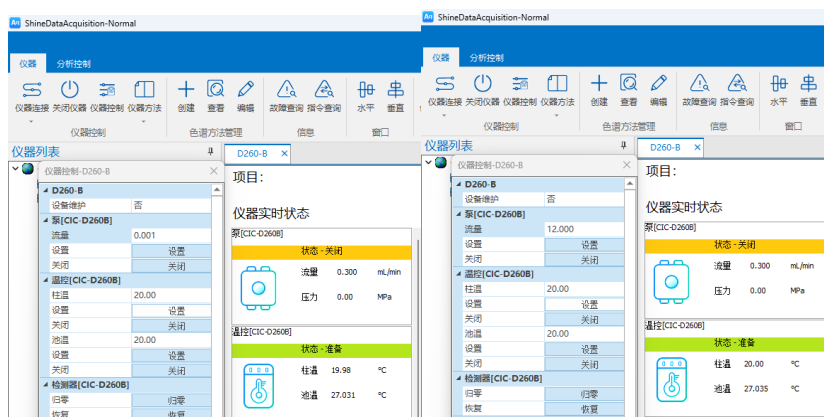 ShineDataAcquisition-Normal
仪器 分析控制
仪器连接 关闭仪器 仪器控制 仪器方法 创建 查看 编辑 故障查询 指令查询 水平 垂直
仪器控制 色谱方法管理 信息 窗口
仪器列表
D260-B
仪器控制-D260-B
D260-B
设备维护 否
泵[CIC-D260B]
流量 0.001
设置 设置
关闭 关闭
温控[CIC-D260B]
柱温 20.00
设置 设置
关闭 关闭
池温 20.00
设置 设置
关闭 关闭
检测器[CIC-D260B]
归零 归零
恢复 恢复
项目：
仪器实时状态
泵[CIC-D260B]
状态 - 关闭
流量 0.300 mL/min
压力 0.00 MPa
温控[CIC-D260B]
状态 - 准备
柱温 19.98 °C
池温 27.031 °C
ShineDataAcquisition-Normal
仪器 分析控制
仪器连接 关闭仪器 仪器控制 仪器方法 创建 查看 编辑 故障查询 指令查询 水平 垂直
仪器控制 色谱方法管理 信息 窗口
仪器列表
D260-B
仪器控制-D260-B
D260-B
设备维护 否
泵[CIC-D260B]
流量 12.000
设置 设置
关闭 关闭
温控[CIC-D260B]
柱温 20.00
设置 设置
关闭 关闭
池温 20.00
设置 设置
关闭 关闭
检测器[CIC-D260B]
归零 归零
恢复 恢复
项目：
仪器实时状态
泵[CIC-D260B]
状态 - 关闭
流量 0.300 mL/min
压力 0.00 MPa
温控[CIC-D260B]
状态 - 准备
柱温 20.00 °C
池温 27.035 °C